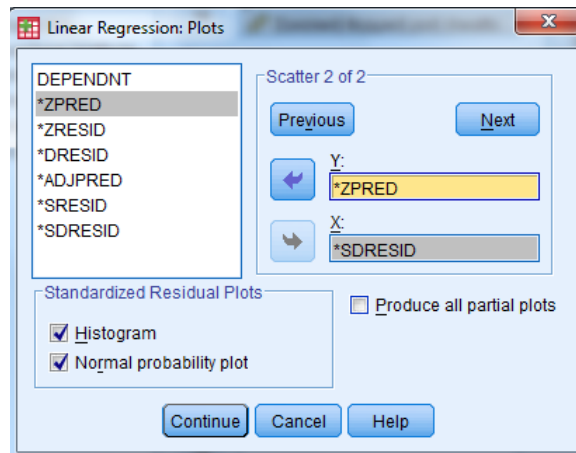 Linear Regression: Plots
DEPENDNT
*ZPRED
*ZRESID
*DRESID
*ADJPRED
*SRESID
*SDRESID
Scatter 2 of 2
Previous
Next
Y:
*ZPRED
X:
*SDRESID
Standardized Residual Plots
Histogram
Normal probability plot
Produce all partial plots
Continue
Cancel
Help